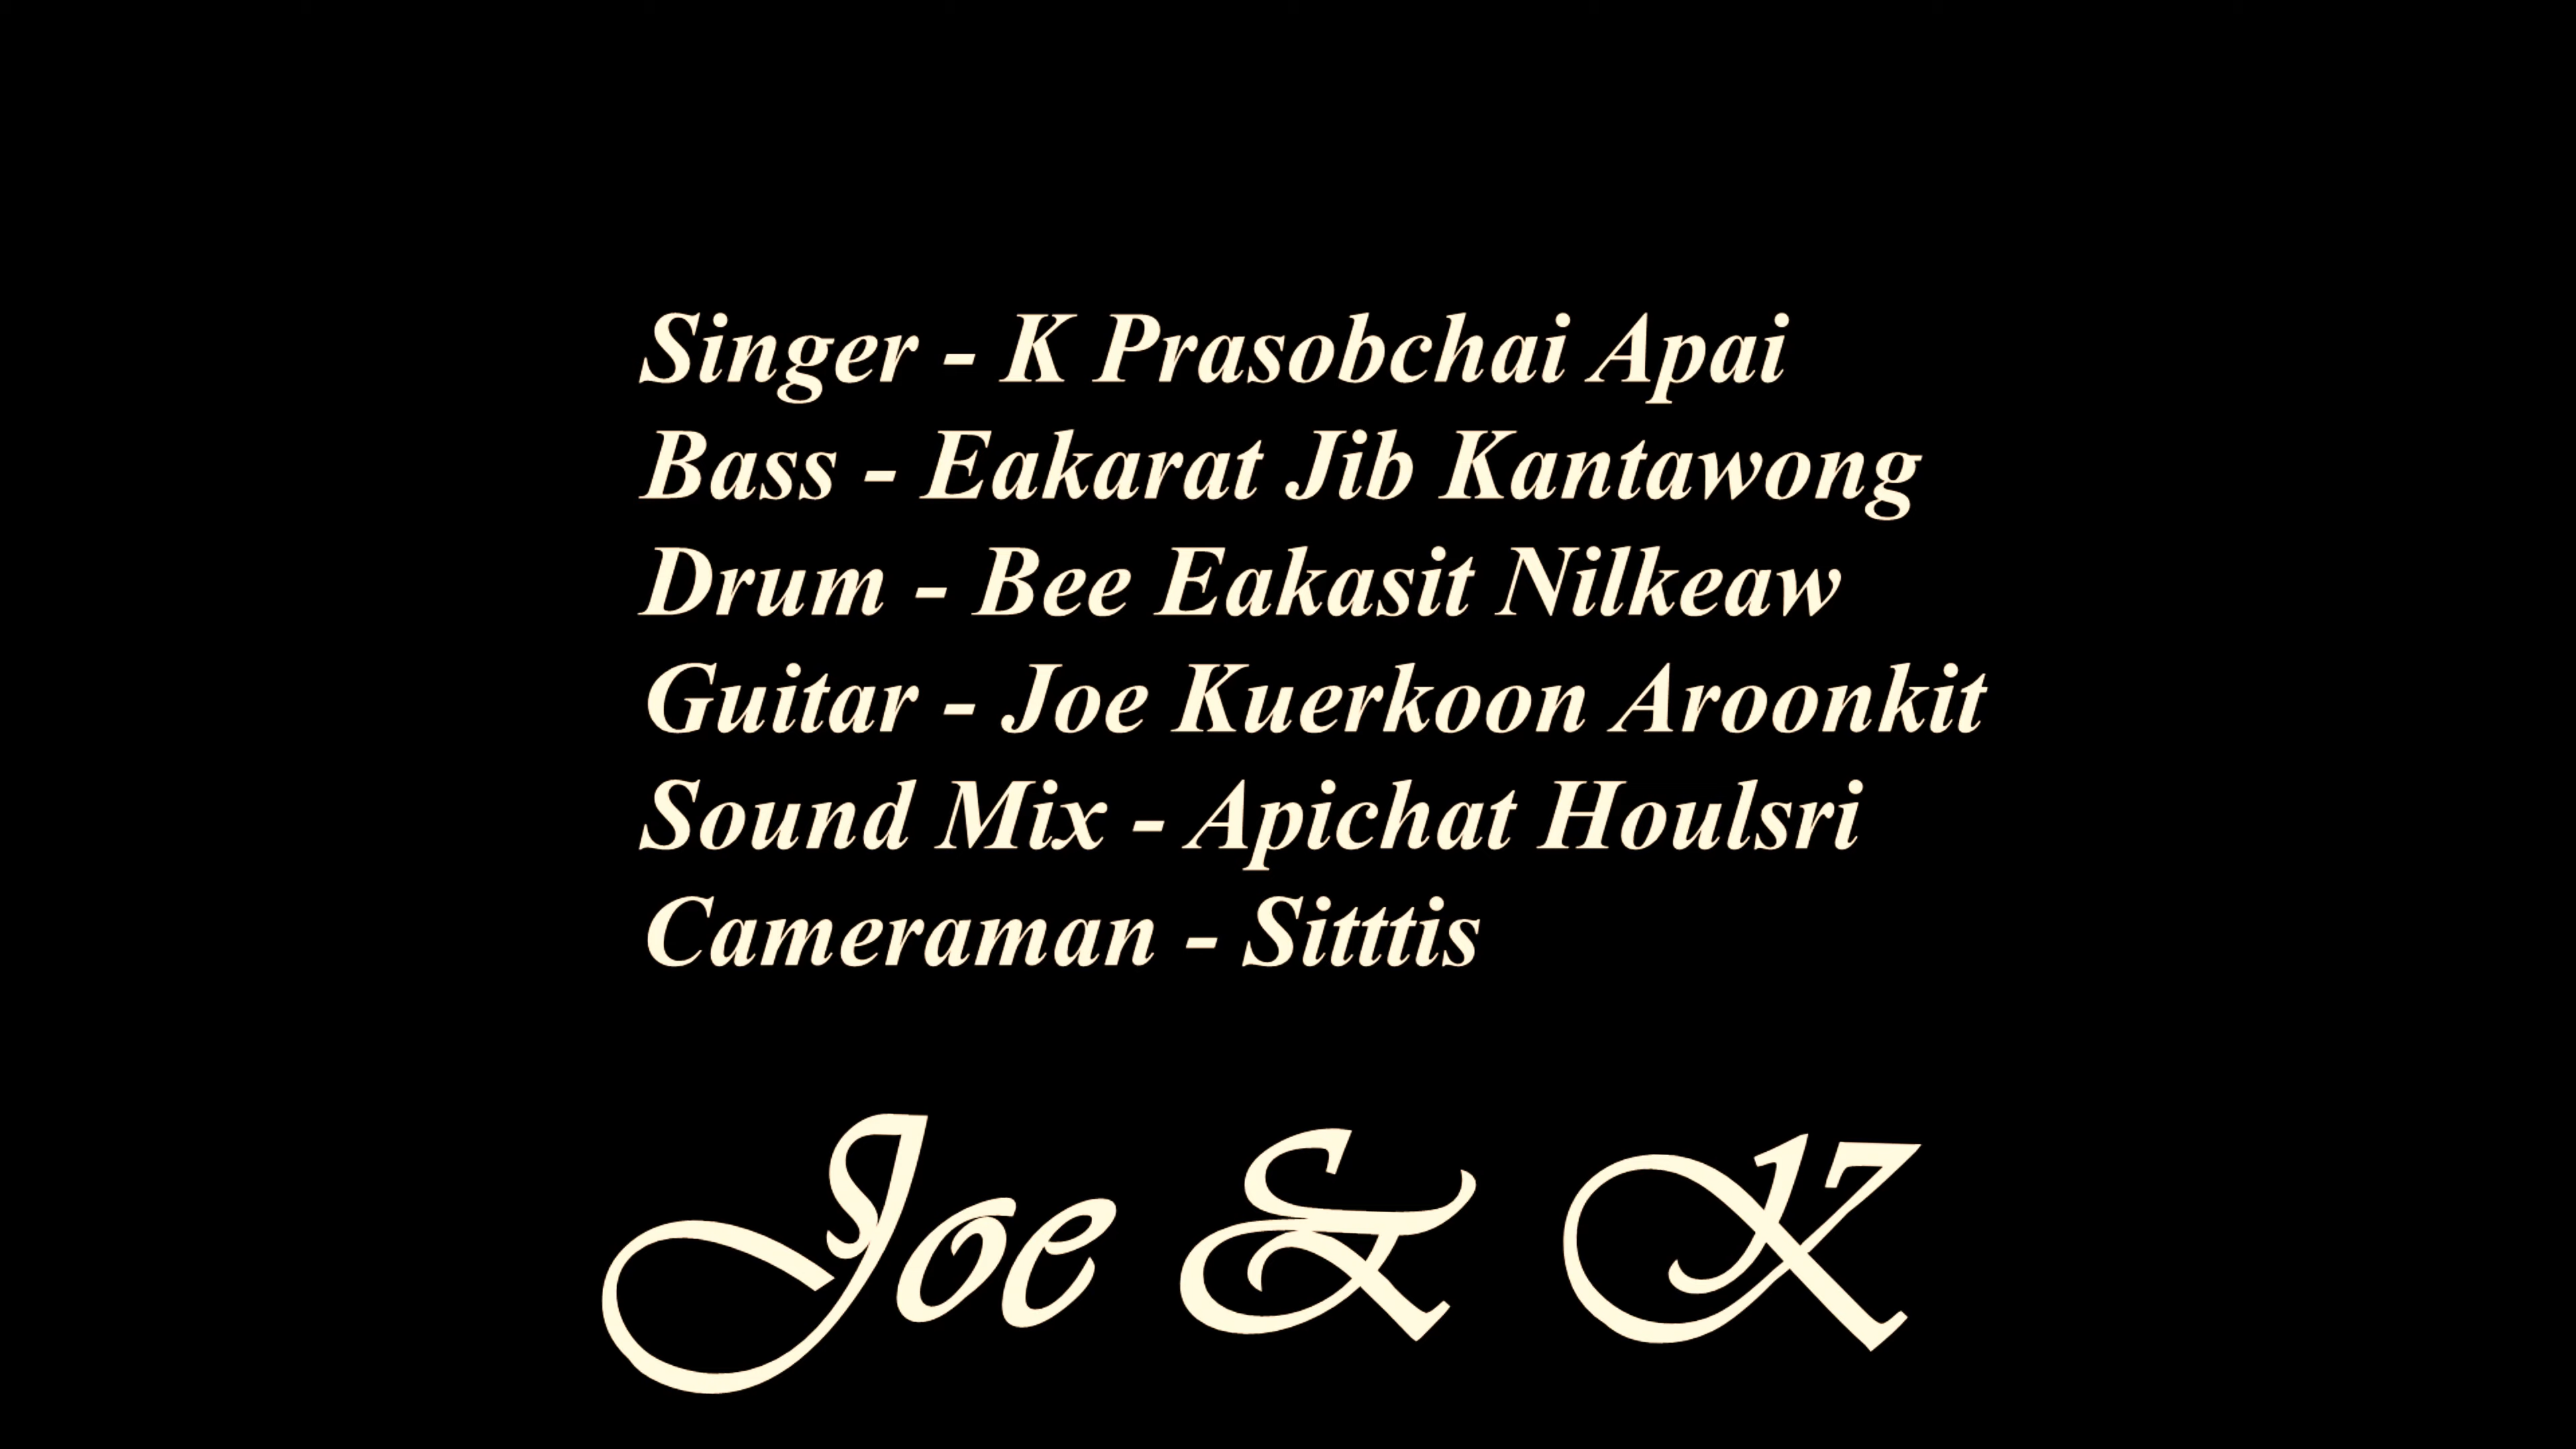 Singer - K Prasobchai Apai
Bass - Eakarat Jib Kantawong
Drum - Bee Eakasit Nilkeaw
Guitar - Joe Kuerkoon Aroonkit
Sound Mix - Apichat Houlsri
Cameraman - Sitttis
Joe & K